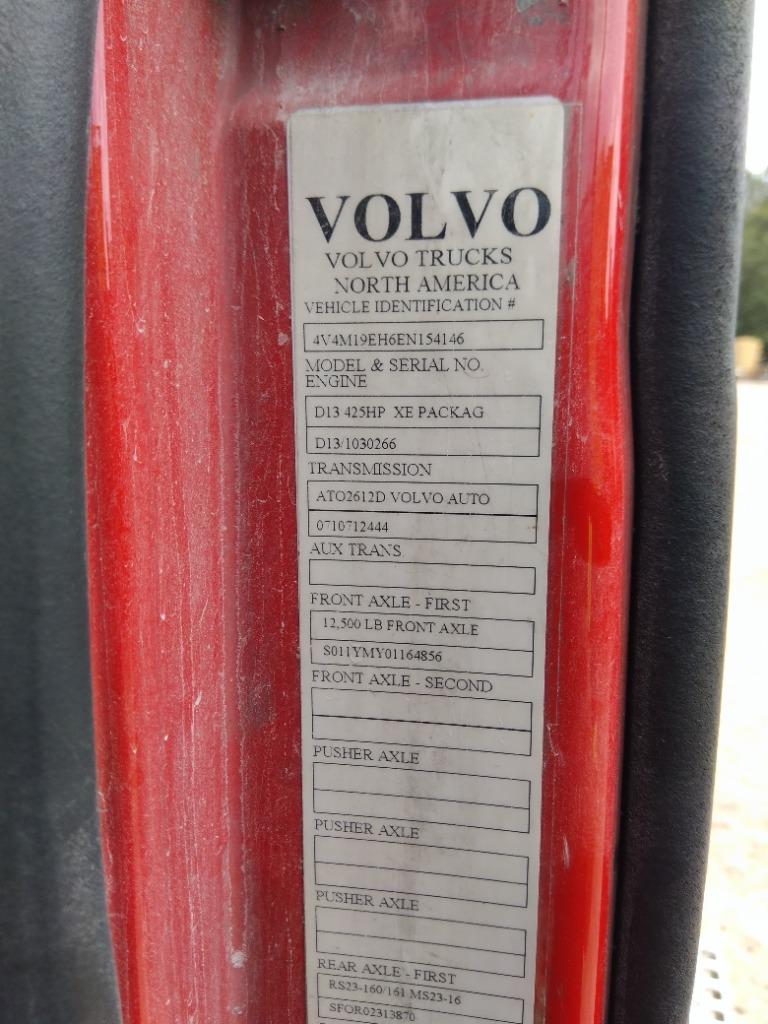 VOLVO
VOLVO TRUCKS
NORTH AMERICA
VEHICLE IDENTIFICATION #
4V4M19EH6EN154146
MODEL & SERIAL NO.
ENGINE
D13 425HP XE PACKAG
D13/1030266
TRANSMISSION
ATO2612D VOLVO AUTO
0710712444
AUX TRANS
FRONT AXLE - FIRST
12,500 LB FRONT AXLE
S011YMY01164856
FRONT AXLE - SECOND
PUSHER AXLE
PUSHER AXLE
PUSHER AXLE
REAR AXLE - FIRST
RS23-160/161 MS23-16
SFOR02313870